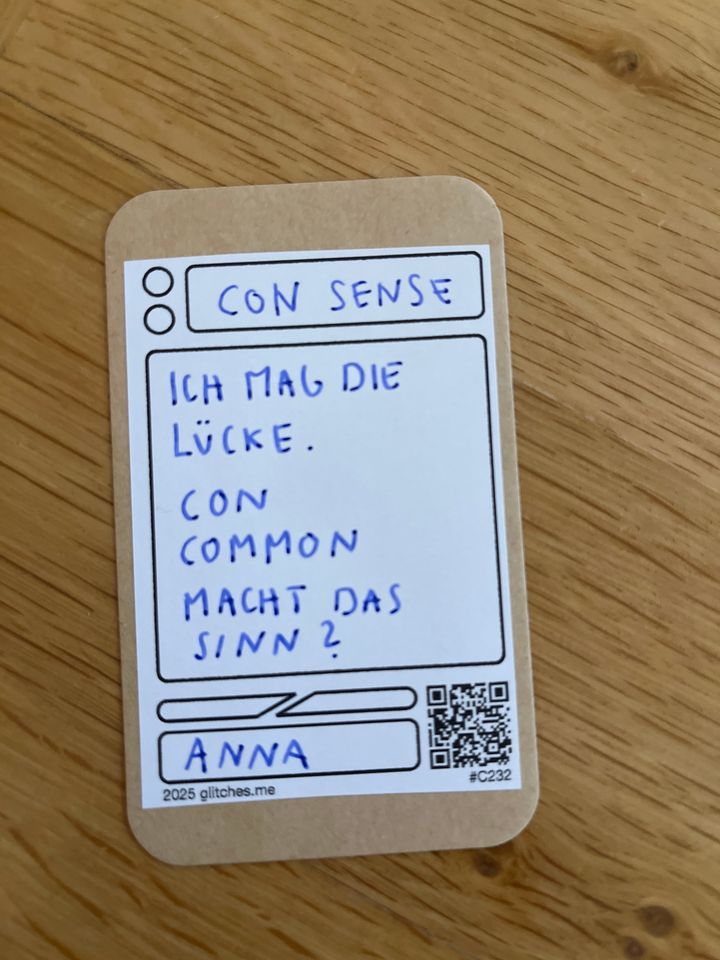 CON SENSE
ICH MAG DIE
LÜCKE.
CON
COMMON
MACHT DAS
SINN?
ANNA
#C232
2025 glitches.me